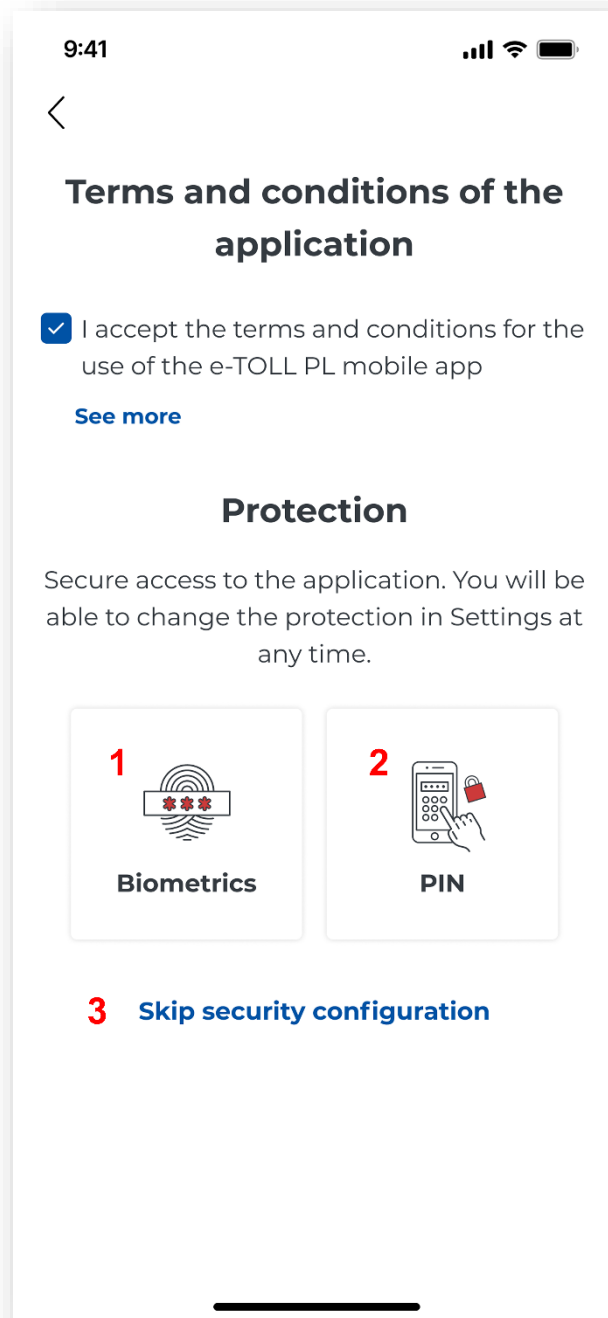 9:41
Terms and conditions of the
application
I accept the terms and conditions for the
use of the e-TOLL PL mobile app
See more
Protection
Secure access to the application. You will be
able to change the protection in Settings at
any time.
1
2
***
Biometrics
PIN
3 Skip security configuration